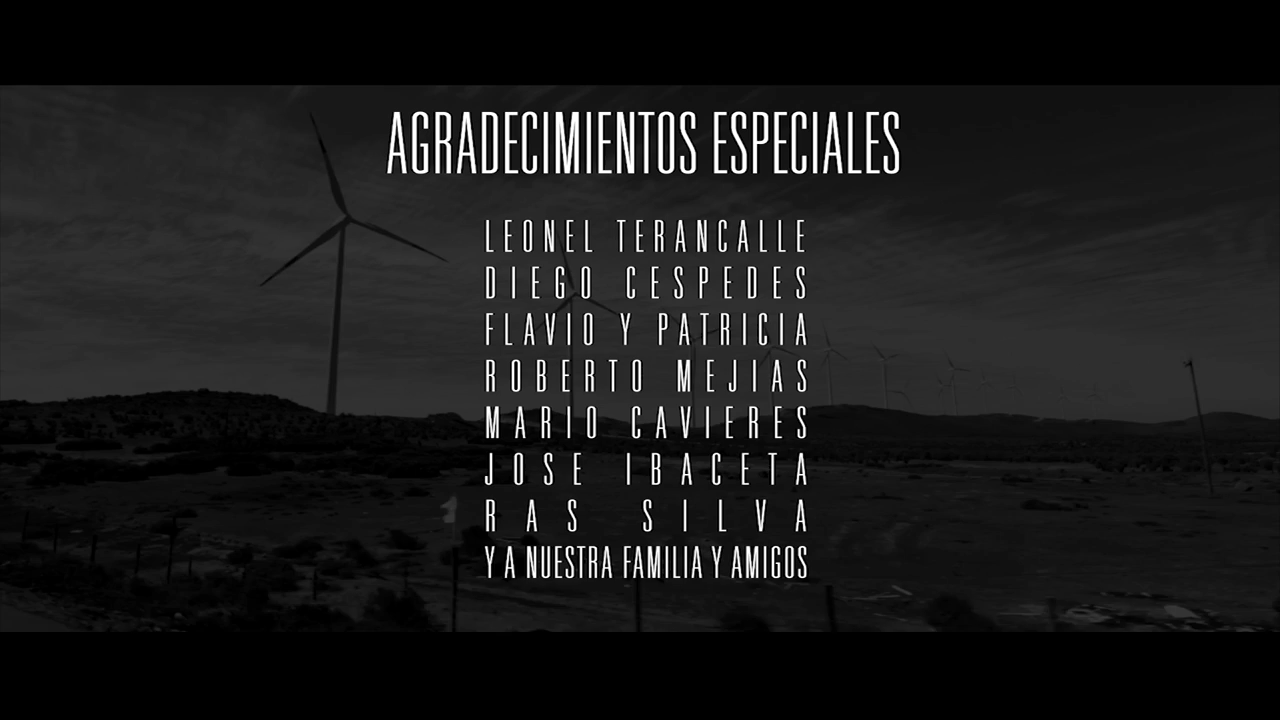 AGRADECIMIENTOS ESPECIALES
LEONEL TERANCALLE
DIEGO CESPEDES
FLAVIO Y PATRICIA
ROBERTO MEJIAS
MARIO CAVIERES
JOSE IBACETA
RAS SILVA
Y A NUESTRA FAMILIA Y AMIGOS